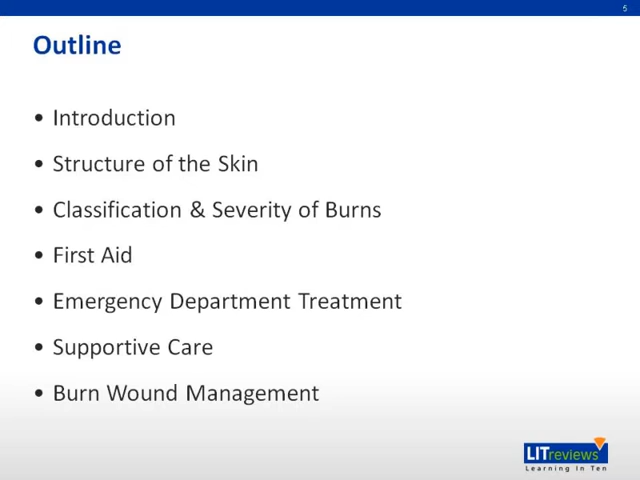 5
Outline
• Introduction
• Structure of the Skin
• Classification & Severity of Burns
• First Aid
• Emergency Department Treatment
• Supportive Care
• Burn Wound Management
LITreviews
Learning In Ten